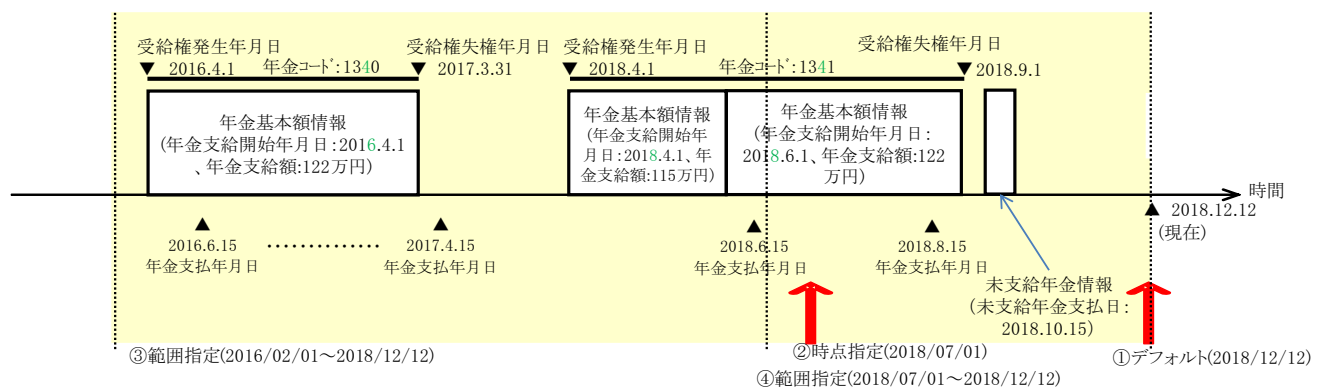 受給権発生年月日
▼ 2016.4.1
年金コード:1340
受給権失権年月日
▼ 2017.3.31
受給権発生年月日
▼ 2018.4.1
年金コード:1341
受給権失権年月日
▼ 2018.9.1
年金基本額情報
(年金支給開始年月日:2016.4.1
、年金支給額:122万円)
年金基本額情報
(年金支給開始年
月日:2018.4.1、年
金支給額:115万円)
年金基本額情報
(年金支給開始年月日:
2018.6.1、年金支給額:122
万円)
時間
▲
2016.6.15
年金支払年月日
••••••••••••••
▲
2017.4.15
年金支払年月日
▲
2018.6.15
年金支払年月日
▲
2018.8.15
年金支払年月日
▲ 2018.12.12
(現在)
未支給年金情報
(未支給年金支払日:
2018.10.15)
③範囲指定(2016/02/01～2018/12/12)
②時点指定(2018/07/01)
①デフォルト(2018/12/12)
④範囲指定(2018/07/01～2018/12/12)